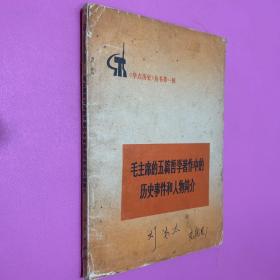 《学点历史》丛书第一辑
毛主席的五篇哲学著作中的
历史事件和人物简介